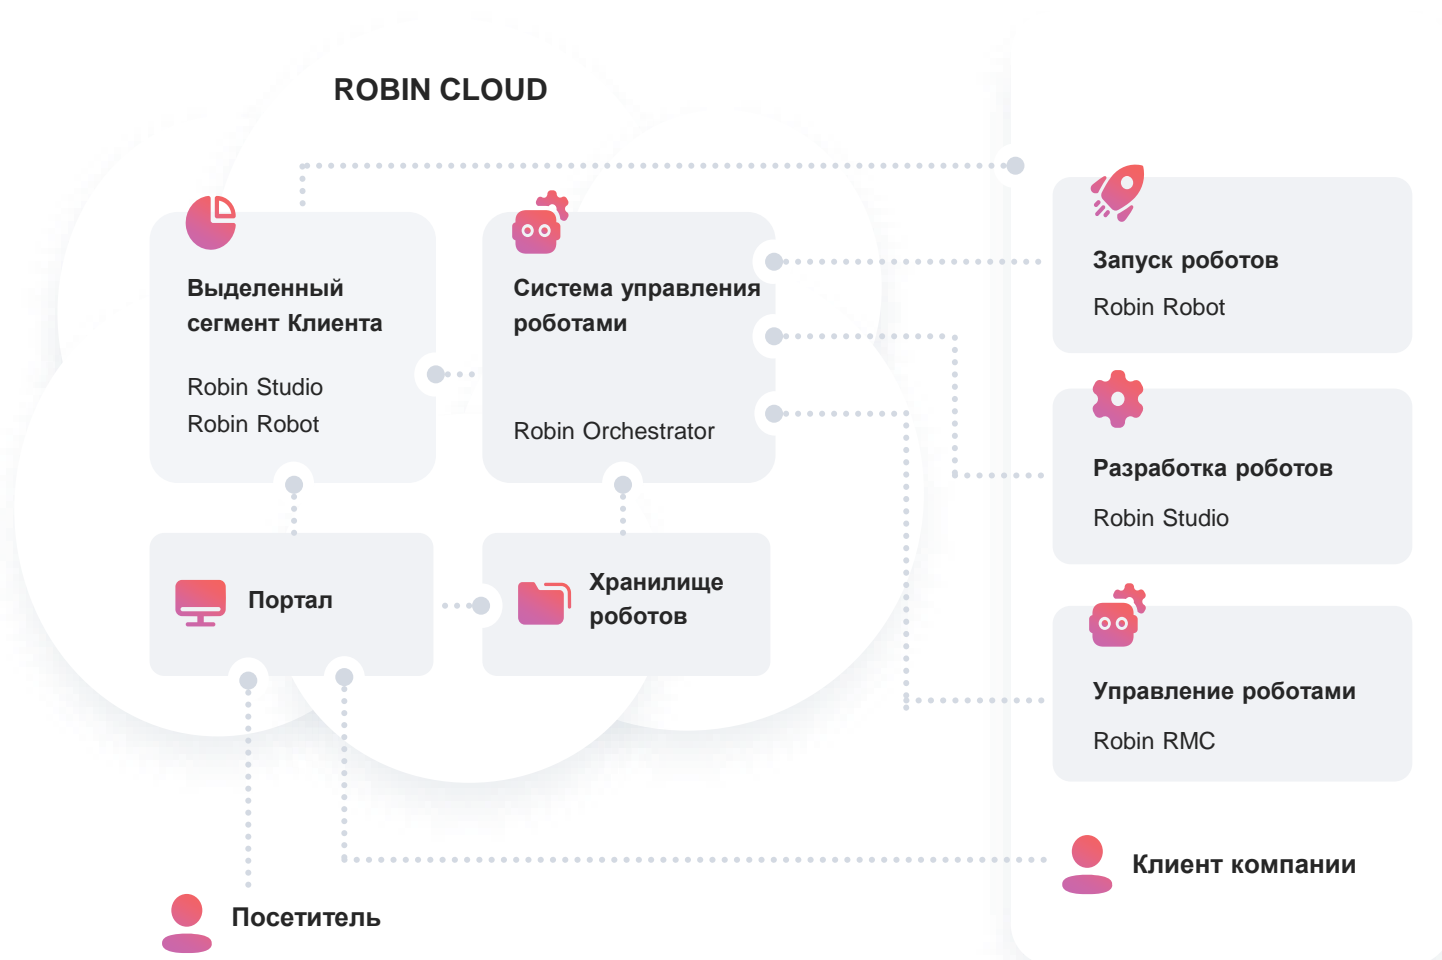 ROBIN CLOUD
Выделенный
сегмент Клиента
Robin Studio
Robin Robot
Система управления
роботами
Robin Orchestrator
Портал
Хранилище
роботов
Запуск роботов
Robin Robot
Разработка роботов
Robin Studio
Управление роботами
Robin RMC
Клиент компании
Посетитель